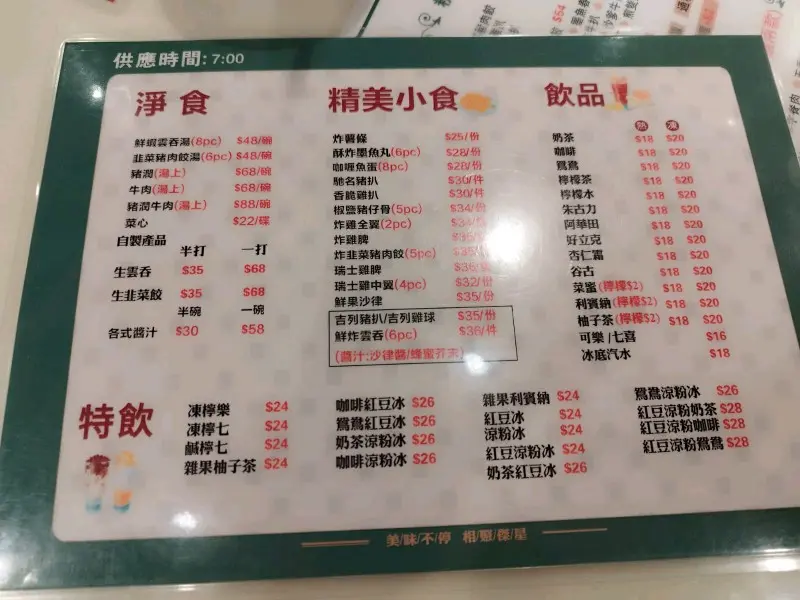 供應時間: 7:00
淨食
鮮蝦雲吞湯(8pc) $48/碗
韭菜豬肉餃湯(6pc) $48/碗
豬潤(湯上) $68/碗
牛肉(湯上) $68/碗
豬潤牛肉(湯上) $88/碗
菜心 $22/碟
自製產品
半打 一打
生雲吞 $35 $68
生韭菜餃 $35 $68
半碗 一碗
各式醬汁 $30 $58
精美小食
炸薯條 $25/份
酥炸墨魚丸(6pc) $28/份
咖喱魚蛋(8pc) $28/份
馳名豬扒 $30/件
香脆雞扒 $30/件
椒鹽豬仔骨(5pc) $34/份
炸雞全翼(2pc) $34/份
炸雞髀
炸韭菜豬肉餃(5pc)
瑞士雞髀
瑞士雞中翼(4pc) $32/份
鮮果沙律 $35/份
吉列豬扒/吉列雞球 $35/份
鮮炸雲吞(6pc) $36/件
(醬汁:沙律醬/蜂蜜芥末)
飲品
熱 凍
奶茶 $18 $20
咖啡 $18 $20
鴛鴦 $18 $20
檸檬茶 $18 $20
檸檬水 $18 $20
朱古力 $18 $20
阿華田 $18 $20
好立克 $18 $20
杏仁霜 $18 $20
谷古 $18 $20
菜蜜(檸檬$2) $18 $20
利賓納(檸檬$2) $18 $20
柚子茶(檸檬$2) $18 $20
可樂/七喜 $16
冰底汽水 $18
特飲
凍檸樂 $24
凍檸七 $24
鹹檸七 $24
雜果柚子茶 $24
咖啡紅豆冰 $26
鴛鴦紅豆冰 $26
奶茶涼粉冰 $26
咖啡涼粉冰 $26
雜果利賓納 $24
紅豆冰 $24
涼粉冰 $24
紅豆涼粉冰 $24
奶茶紅豆冰 $26
鴛鴦涼粉冰 $26
紅豆涼粉奶茶 $28
紅豆涼粉咖啡 $28
紅豆涼粉鴛鴦 $28
美/味/不/停 相/聚/燦/星